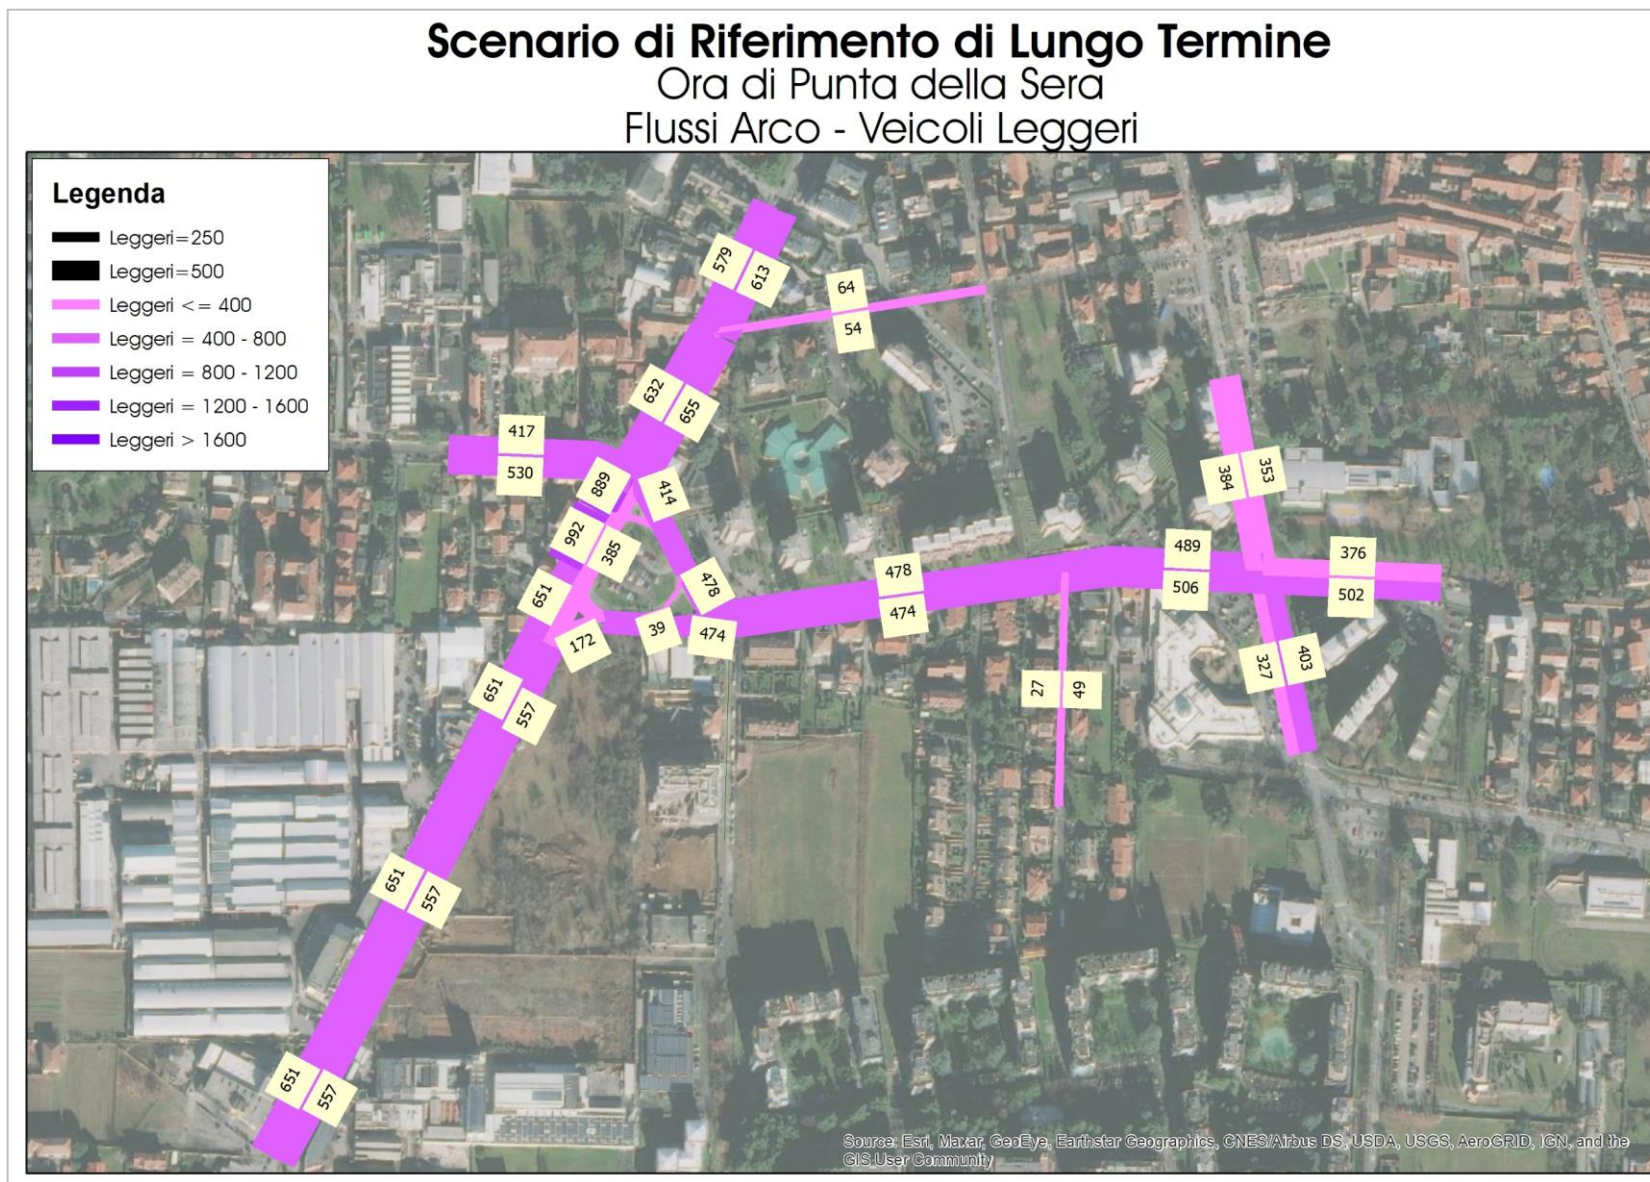 Scenario di Riferimento di Lungo Termine
Ora di Punta della Sera
Flussi Arco - Veicoli Leggeri
Legenda
Leggeri=250
Leggeri=500
Leggeri <= 400
Leggeri = 400 - 800
Leggeri = 800 - 1200
Leggeri = 1200 - 1600
Leggeri > 1600
579
613
64
54
632
655
417
530
889
414
992
385
651
478
172
39
474
478
474
489
506
384
353
376
502
327
403
27
49
651
557
651
557
651
557
Source: Esri, Maxar, GeoEye, Earthstar Geographics, CNES/Airbus DS, USDA, USGS, AeroGRID, IGN, and the
GIS User Community